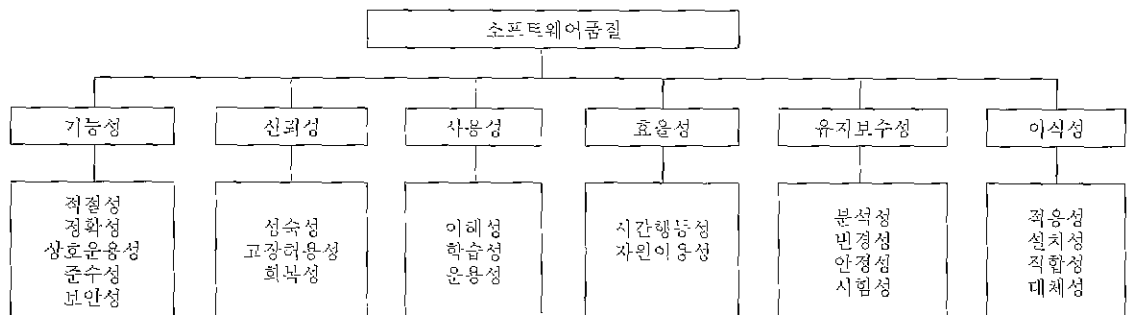 소프트웨어품질
기능성
신뢰성
사용성
효율성
유지보수성
이식성
적절성
정확성
상호운용성
준수성
보안성
성숙성
고장허용성
회복성
이해성
학습성
운용성
시간행동성
자원이용성
분석성
변경성
안정성
시험성
적응성
설치성
적합성
대체성